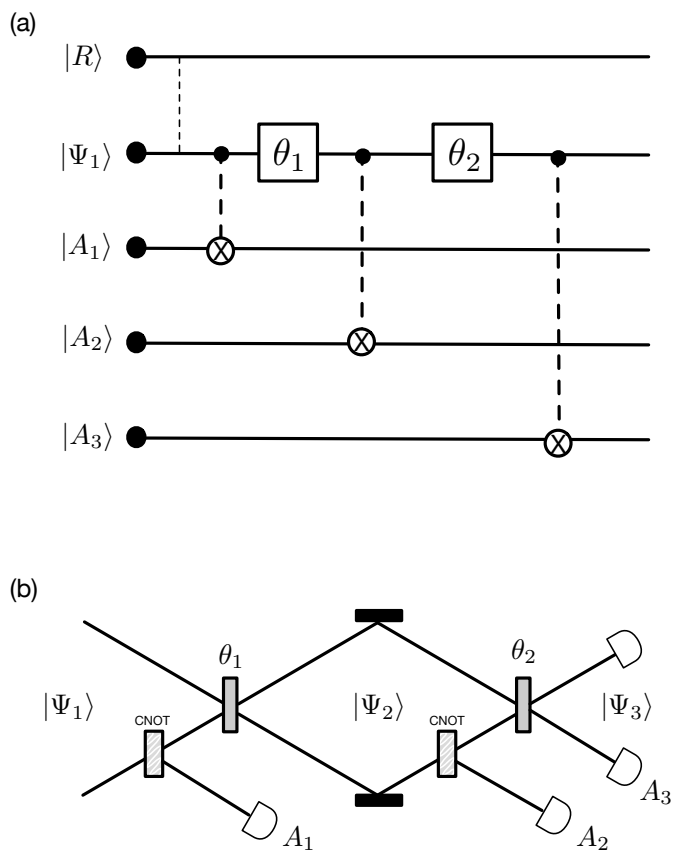 (a)
|R⟩
|Ψ₁⟩ θ₁ θ₂
|A₁⟩
X
|A₂⟩
X
|A₃⟩
X
(b)
θ₁ θ₂
|Ψ₁⟩ |Ψ₂⟩ |Ψ₃⟩
CNOT CNOT
A₃
A₁ A₂